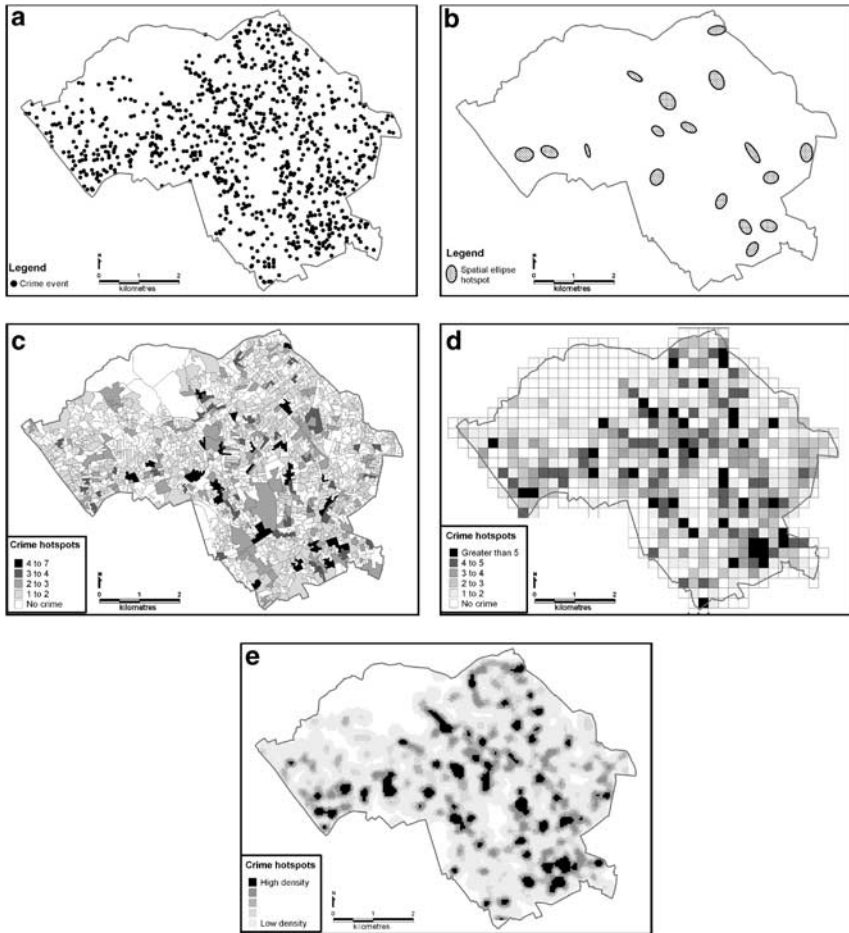 a
Legend
Crime event
N
0 1 2
kilometres
b
Legend
Spatial ellipse
hotspot
N
0 1 2
kilometres
c
Crime hotspots
4 to 7
3 to 4
2 to 3
1 to 2
No crime
N
0 1 2
kilometres
d
Crime hotspots
Greater than 5
4 to 5
3 to 4
2 to 3
1 to 2
No crime
N
0 1 2
kilometres
e
Crime hotspots
High density
Low density
N
0 1 2
kilometres